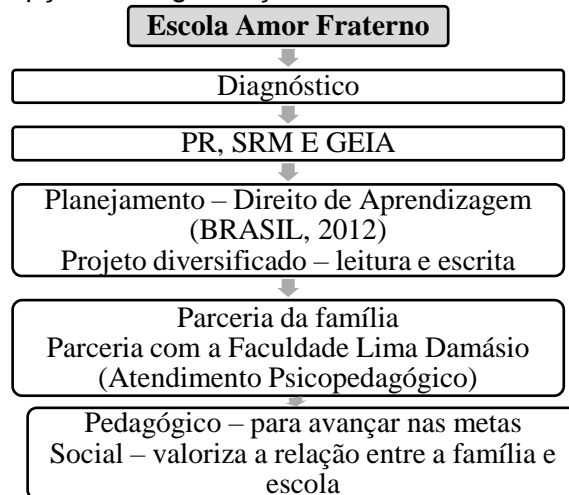 Escola Amor Fraterno
Diagnóstico
PR, SRM E GEIA
Planejamento – Direito de Aprendizagem
(BRASIL, 2012)
Projeto diversificado – leitura e escrita
Parceria da família
Parceria com a Faculdade Lima Damásio
(Atendimento Psicopedagógico)
Pedagógico – para avançar nas metas
Social – valoriza a relação entre a família e
escola